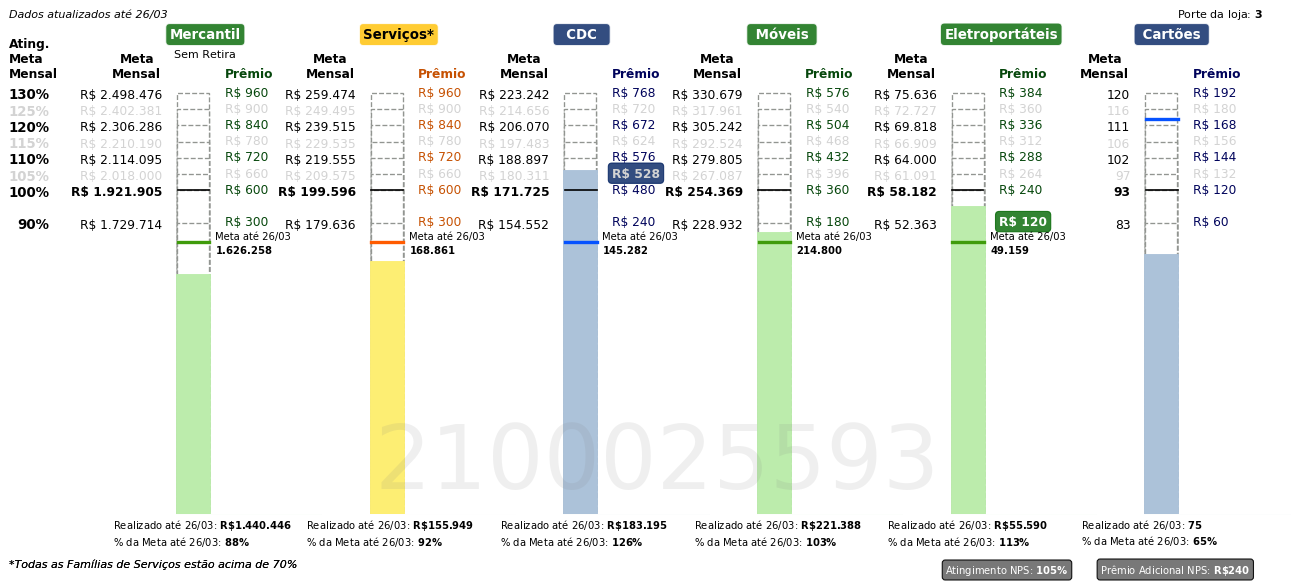 Dados atualizados até 26/03
Porte da loja: 3
Mercantil Serviços* CDC Móveis Eletroportáteis Cartões
Sem Retira
Ating. Meta Mensal
Meta Mensal Prêmio Meta Mensal Prêmio Meta Mensal Prêmio Meta Mensal Prêmio Meta Mensal Prêmio Meta Mensal Prêmio
130% R$ 2.498.476 R$ 960 R$ 259.474 R$ 960 R$ 223.242 R$ 768 R$ 330.679 R$ 576 R$ 75.636 R$ 384 120 R$ 192
125% R$ 2.402.381 R$ 900 R$ 249.495 R$ 900 R$ 214.656 R$ 720 R$ 317.961 R$ 540 R$ 72.727 R$ 360 116 R$ 180
120% R$ 2.306.286 R$ 840 R$ 239.515 R$ 840 R$ 206.070 R$ 672 R$ 305.242 R$ 504 R$ 69.818 R$ 336 111 R$ 168
115% R$ 2.210.190 R$ 780 R$ 229.535 R$ 780 R$ 197.483 R$ 624 R$ 292.524 R$ 468 R$ 66.909 R$ 312 106 R$ 156
110% R$ 2.114.095 R$ 720 R$ 219.555 R$ 720 R$ 188.897 R$ 576 R$ 279.805 R$ 432 R$ 64.000 R$ 288 102 R$ 144
105% R$ 2.018.000 R$ 660 R$ 209.575 R$ 660 R$ 180.311 R$ 528 R$ 267.087 R$ 396 R$ 61.091 R$ 264 97 R$ 132
100% R$ 1.921.905 R$ 600 R$ 199.596 R$ 600 R$ 171.725 R$ 480 R$ 254.369 R$ 360 R$ 58.182 R$ 240 93 R$ 120
90% R$ 1.729.714 R$ 300 R$ 179.636 R$ 300 R$ 154.552 R$ 240 R$ 228.932 R$ 180 R$ 52.363 R$ 120 83 R$ 60
Meta até 26/03 Meta até 26/03 Meta até 26/03 Meta até 26/03 Meta até 26/03
1.626.258 168.861 145.282 214.800 49.159
2100025593
Realizado até 26/03: R$1.440.446 Realizado até 26/03: R$155.949 Realizado até 26/03: R$183.195 Realizado até 26/03: R$221.388 Realizado até 26/03: R$55.590 Realizado até 26/03: 75
% da Meta até 26/03: 88% % da Meta até 26/03: 92% % da Meta até 26/03: 126% % da Meta até 26/03: 103% % da Meta até 26/03: 113% % da Meta até 26/03: 65%
*Todas as Famílias de Serviços estão acima de 70%
Atingimento NPS: 105% Prêmio Adicional NPS: R$240